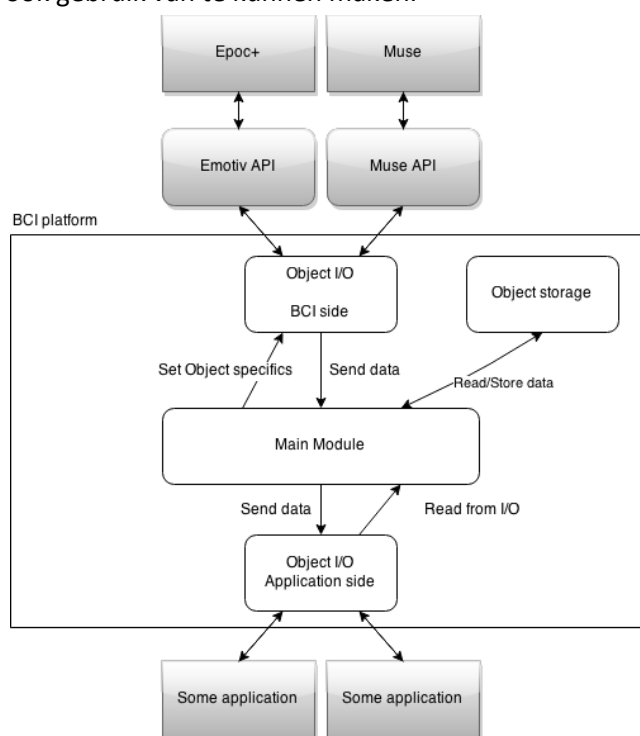 ook gebruik van te kunnen maken.
Epoc+
Muse
Emotiv API
Muse API
BCI platform
Object I/O
BCI side
Object storage
Set Object specifics
Send data
Read/Store data
Main Module
Send data
Read from I/O
Object I/O
Application side
Some application
Some application